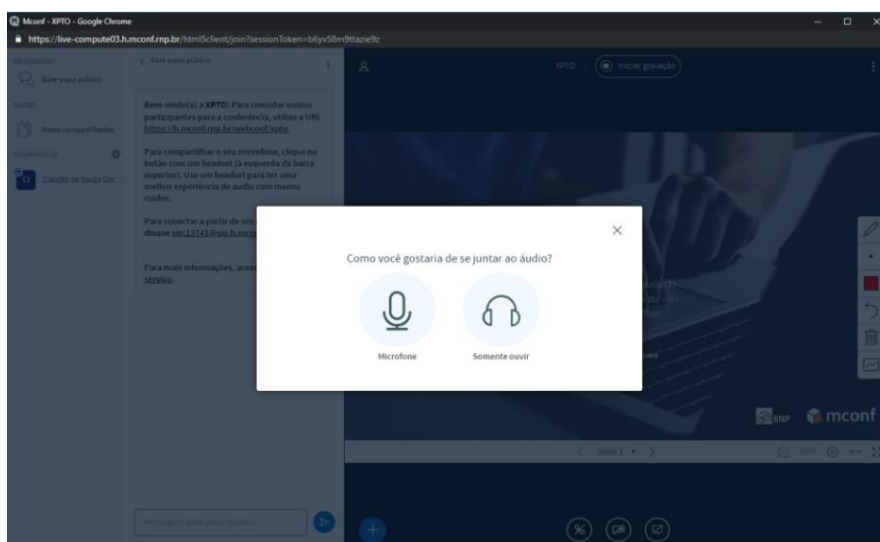 Mconf - XPTO - Google Chrome
https://live-compute03.h.mconf.rnp.br/html5client/join?sessionToken=b6yv58m9ttazie9z
MENSAGENS
Bate-papo público
NOTAS
Notas compartilhadas
USUÁRIOS (1)
CI
Claudio de Souza Cor...
Bate-papo público
Bem-vindo(a) a XPTO! Para convidar outros
participantes para a conferência, utilize a URL
https://h.mconf.rnp.br/webconf/xpto.
Para compartilhar o seu microfone, clique no
botão com um headset (à esquerda da barra
superior). Use um headset para ter uma
melhor experiência de áudio com menos
ruídos.
Para conectar a partir de um
disque sip:13741@sip.h.mco
Para mais informações, aces
serviço.
Mensagem Bate-papo público
XPTO
Iniciar gravação
Como você gostaria de se juntar ao áudio?
Microfone
Somente ouvir
RNP
mconf
Slide 1
100%